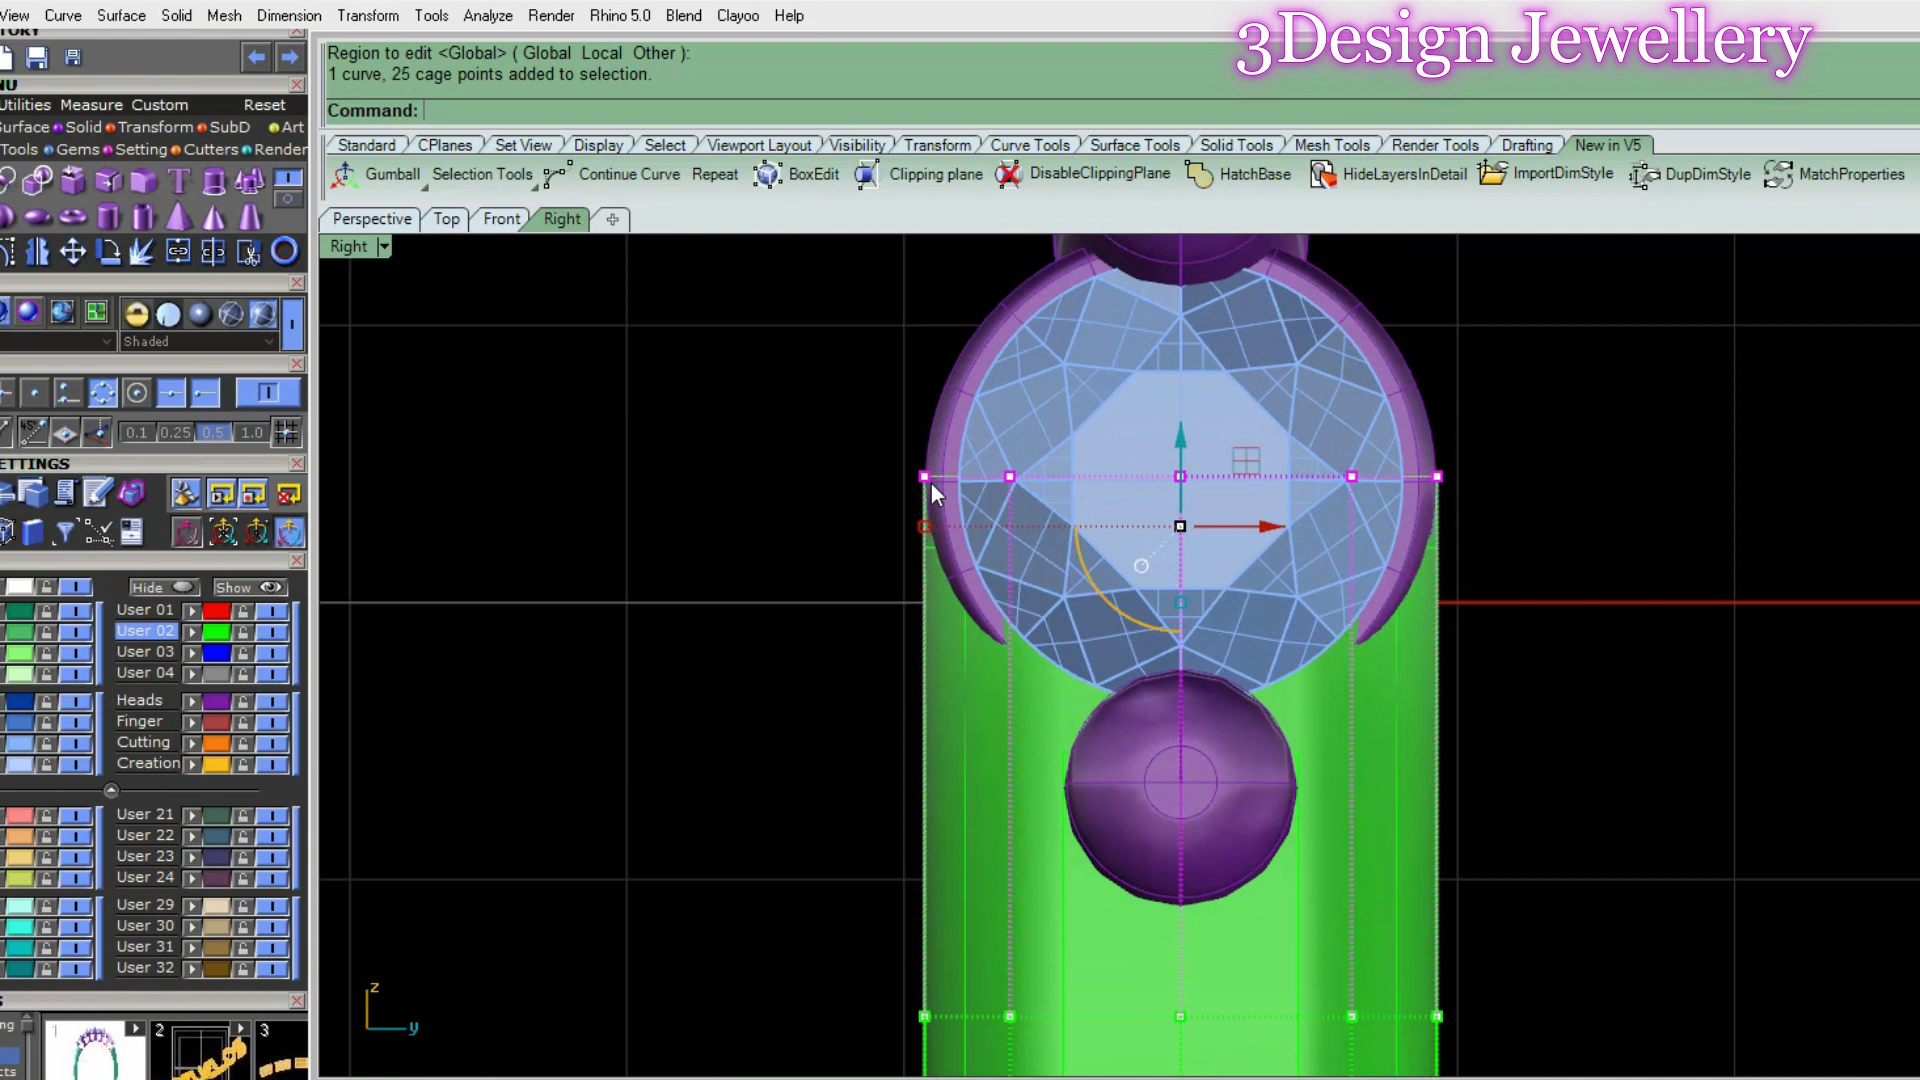 View Curve Surface Solid Mesh Dimension Transform Tools Analyze Render Rhino 5.0 Blend Clayoo Help
3Design Jewellery
Region to edit <Global> ( Global Local Other ):
1 curve, 25 cage points added to selection.
Command:
Utilities Measure Custom Reset
Surface Solid Transform SubD Art
Tools Gems Setting Cutters Render
Standard CPlanes Set View Display Select Viewport Layout Visibility Transform Curve Tools Surface Tools Solid Tools Mesh Tools Render Tools Drafting New in V5
Gumball Selection Tools Continue Curve Repeat BoxEdit Clipping plane DisableClippingPlane HatchBase HideLayersInDetail ImportDimStyle DupDimStyle MatchProperties
Perspective Top Front Right
Right
Shaded
45°
0.1 0.25 0.5 1.0
ETTINGS
Hide Show
User 01
User 02
User 03
User 04
Heads
Finger
Cutting
Creation
User 21
User 22
User 23
User 24
User 29
User 30
User 31
User 32
1 2 3
z
y